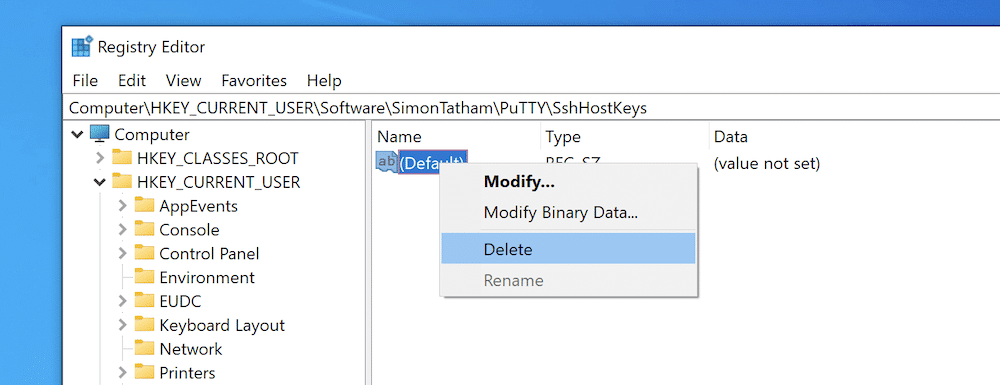 Registry Editor
File Edit View Favorites Help
Computer\HKEY_CURRENT_USER\Software\SimonTatham\PuTTY\SshHostKeys
Computer
HKEY_CLASSES_ROOT
HKEY_CURRENT_USER
AppEvents
Console
Control Panel
Environment
EUDC
Keyboard Layout
Network
Printers
Name Type Data
ab (Default) REG_SZ (value not set)
Modify...
Modify Binary Data...
Delete
Rename